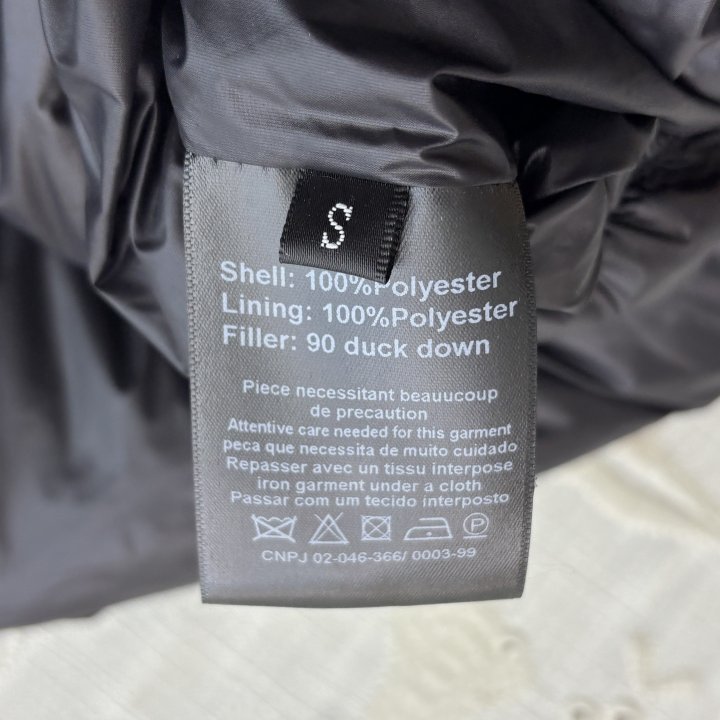 S
Shell: 100%Polyester
Lining: 100%Polyester
Filler: 90 duck down
Piece necessitant beauucoup
de precaution
Attentive care needed for this garment
peca que necessita de muito cuidado
Repasser avec un tissu interpose
iron garment under a cloth
Passar com um tecido interposto
P
CNPJ 02-046-366/ 0003-99